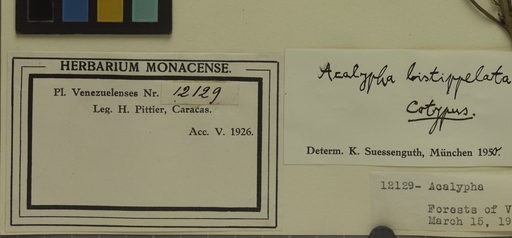 HERBARIUM MONACENSE.
Pl. Venezuelenses Nr. 12129
Leg. H. Pittier, Caracas.
Acc. V. 1926.
Acalypha bistippelata
Cotypus.
Determ. K. Suessenguth, München 1950.
12129- Acalypha
Forests of V
March 15, 19